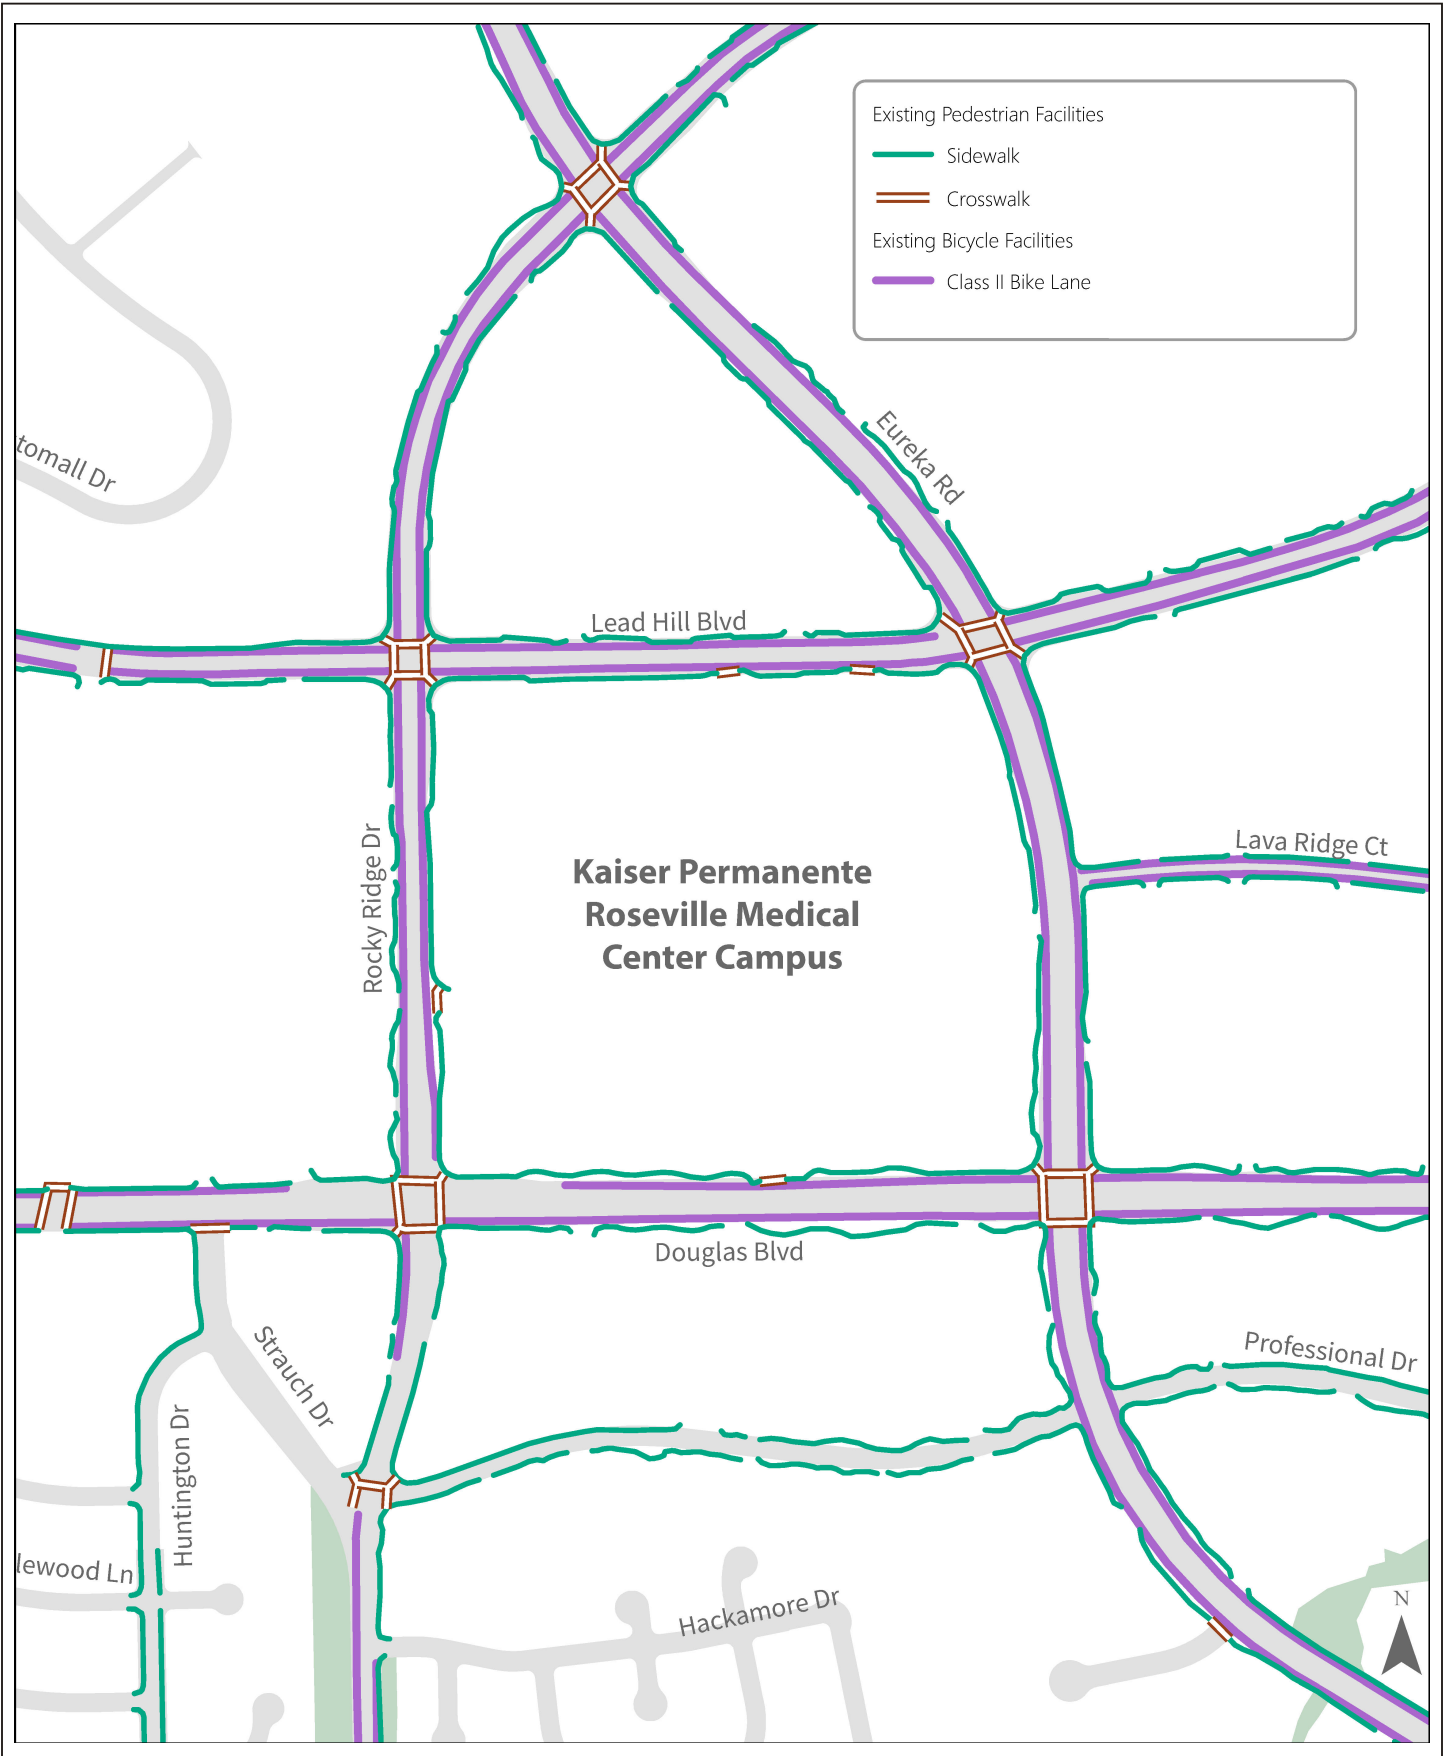 Existing Pedestrian Facilities
Sidewalk
Crosswalk
Existing Bicycle Facilities
Class II Bike Lane
Eureka Rd
tomall Dr
Lead Hill Blvd
Lava Ridge Ct
Rocky Ridge Dr
Kaiser Permanente
Roseville Medical
Center Campus
Douglas Blvd
Strauch Dr
Professional Dr
Huntington Dr
lewood Ln
Hackamore Dr
N